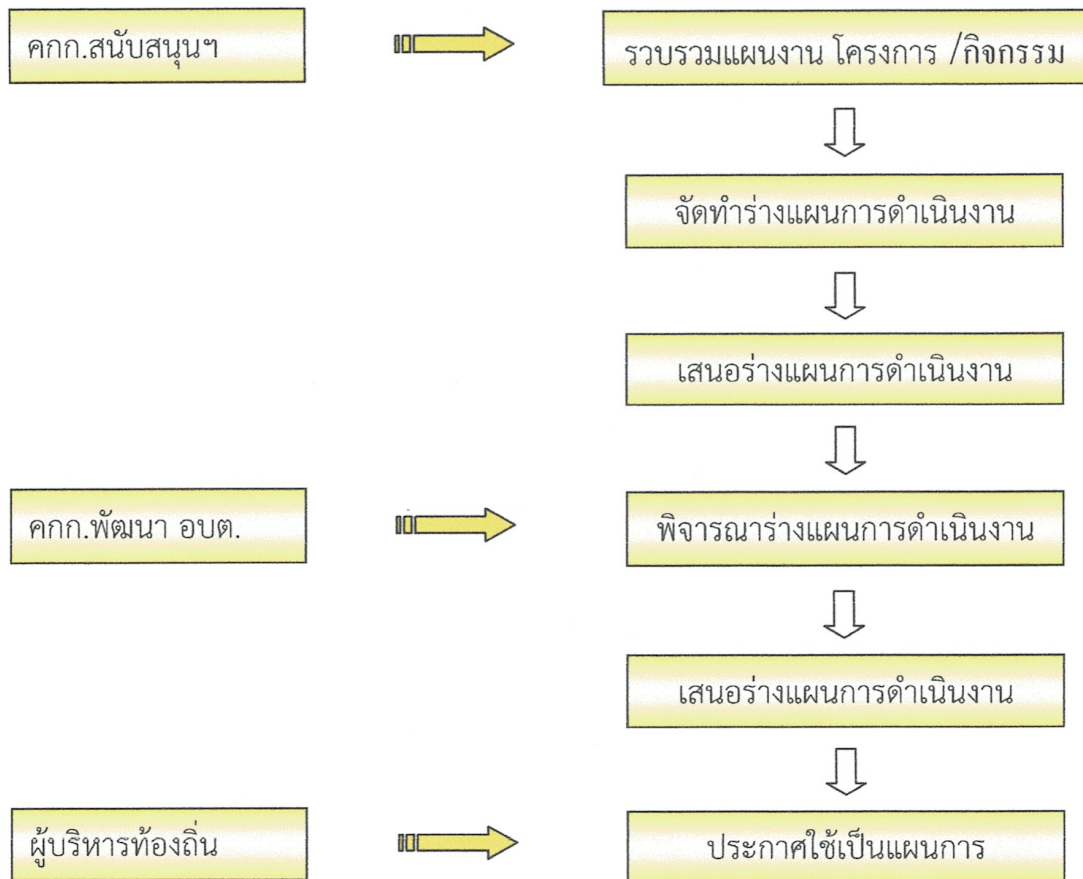 คกก.สนับสนุนฯ
รวบรวมแผนงาน โครงการ /กิจกรรม
จัดทำร่างแผนการดำเนินงาน
เสนอร่างแผนการดำเนินงาน
คกก.พัฒนา อบต.
พิจารณาร่างแผนการดำเนินงาน
เสนอร่างแผนการดำเนินงาน
ผู้บริหารท้องถิ่น
ประกาศใช้เป็นแผนการ